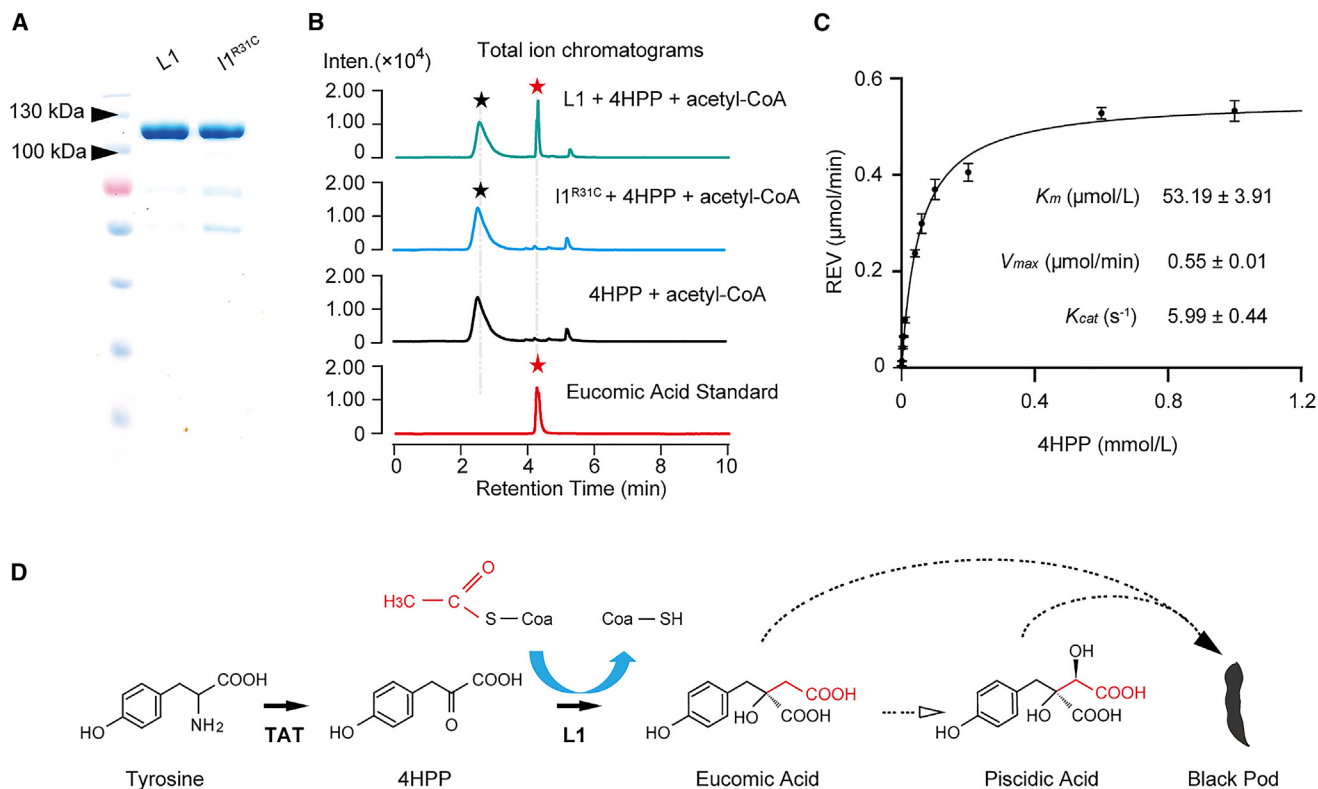 A
L1
l1R31C
130 kDa
100 kDa
B
Inten.(×10⁴)
Total ion chromatograms
2.00
1.00
0
L1 + 4HPP + acetyl-CoA
2.00
1.00
0
l1R31C + 4HPP + acetyl-CoA
2.00
1.00
0
4HPP + acetyl-CoA
2.00
1.00
0
Eucomic Acid Standard
0 2 4 6 8 10
Retention Time (min)
C
REV (μmol/min)
0.6
0.4
0.2
0
Km (μmol/L) 53.19 ± 3.91
Vmax (μmol/min) 0.55 ± 0.01
Kcat (s⁻¹) 5.99 ± 0.44
0 0.4 0.8 1.2
4HPP (mmol/L)
D
O
H3C C
S Coa
Coa SH
COOH
NH2
HO
Tyrosine
TAT
COOH
O
HO
4HPP
L1
COOH
HO COOH
HO
Eucomic Acid
OH
COOH
HO COOH
HO
Piscidic Acid
Black Pod